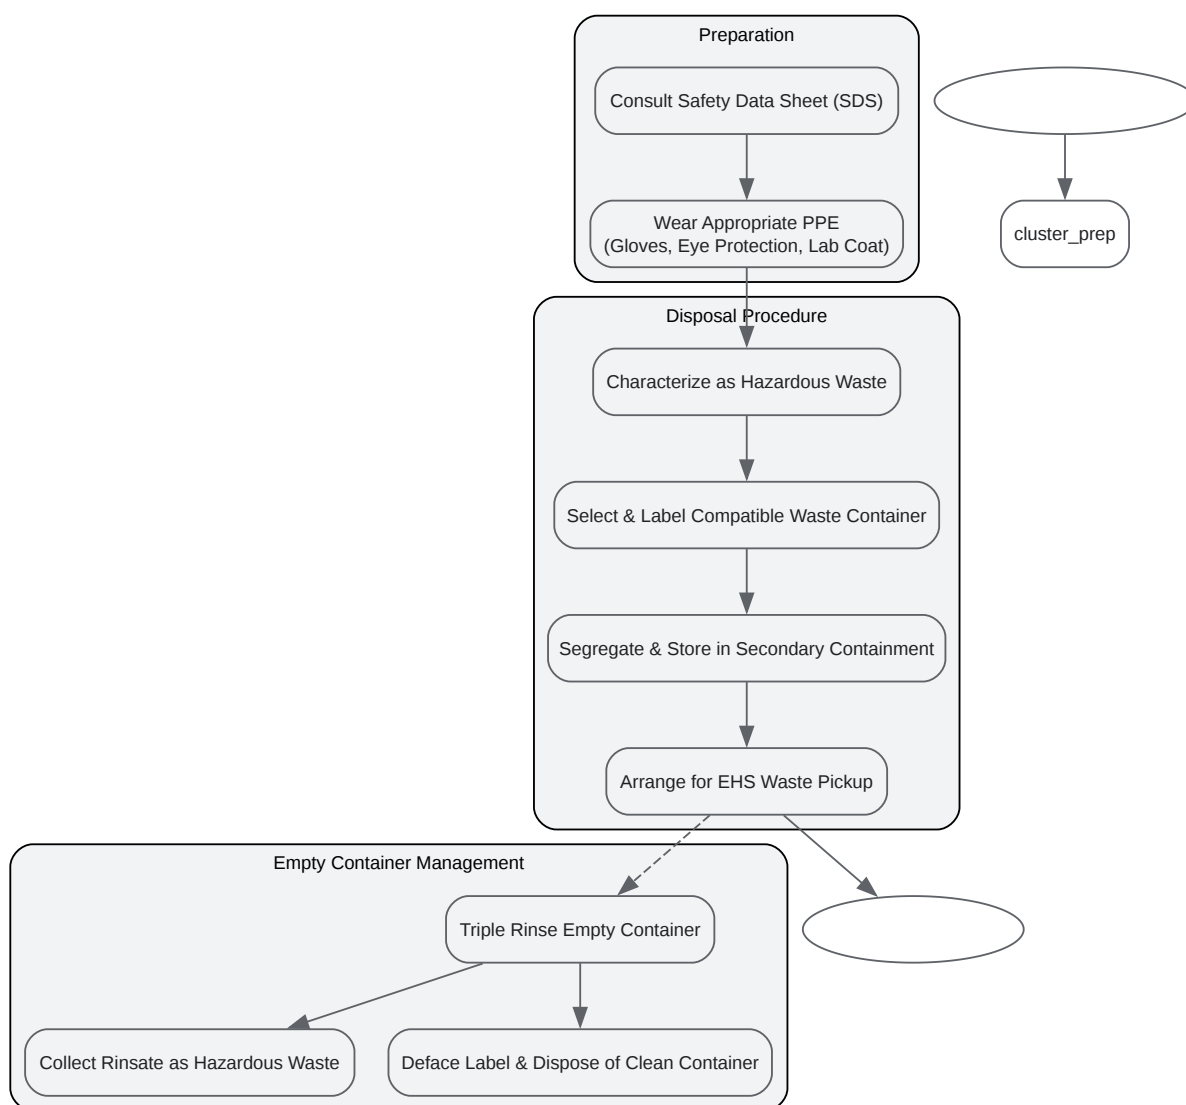 Preparation
Consult Safety Data Sheet (SDS)
Wear Appropriate PPE
(Gloves, Eye Protection, Lab Coat)
cluster_prep
Disposal Procedure
Characterize as Hazardous Waste
Select & Label Compatible Waste Container
Segregate & Store in Secondary Containment
Arrange for EHS Waste Pickup
Empty Container Management
Triple Rinse Empty Container
Collect Rinsate as Hazardous Waste
Deface Label & Dispose of Clean Container